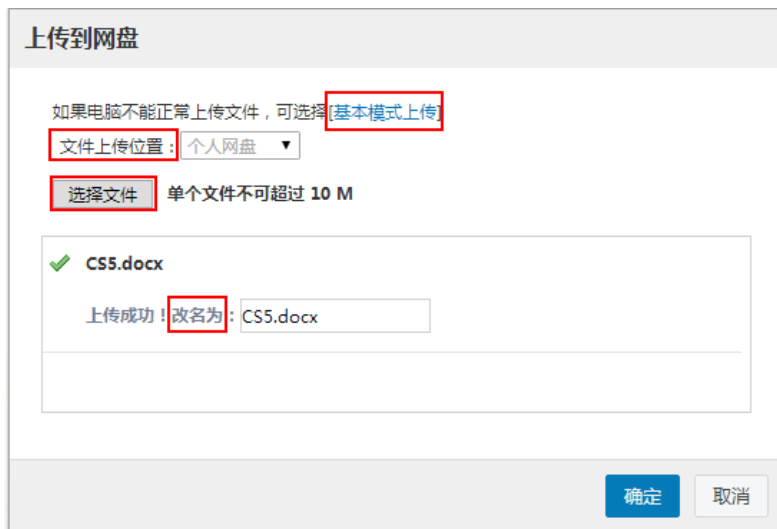 上传到网盘
如果电脑不能正常上传文件，可选择[基本模式上传]
文件上传位置：个人网盘
选择文件 单个文件不可超过 10 M
CS5.docx
上传成功！改名为：CS5.docx
确定 取消